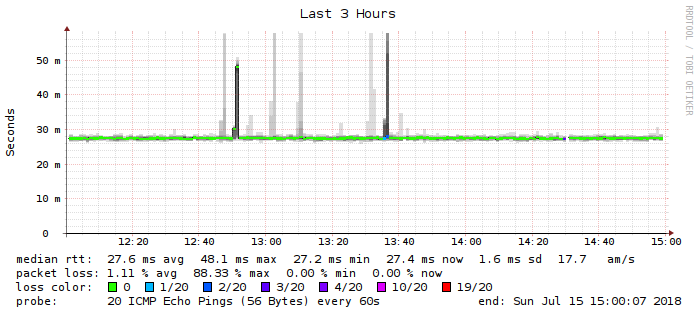 Last 3 Hours
RRDTOOL / TOBI OETIKER
Seconds
50 m
40 m
30 m
20 m
10 m
0
12:20 12:40 13:00 13:20 13:40 14:00 14:20 14:40 15:00
median rtt: 27.6 ms avg 48.1 ms max 27.2 ms min 27.4 ms now 1.6 ms sd 17.7 am/s
packet loss: 1.11 % avg 88.33 % max 0.00 % min 0.00 % now
loss color: 0 1/20 2/20 3/20 4/20 10/20 19/20
probe: 20 ICMP Echo Pings (56 Bytes) every 60s end: Sun Jul 15 15:00:07 2018